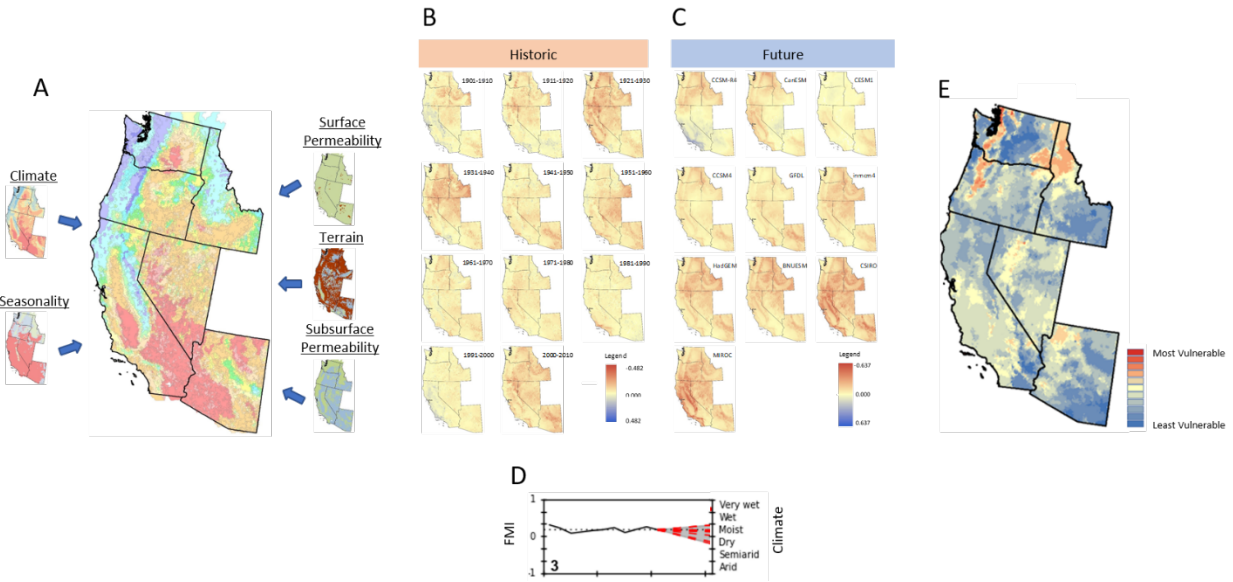 A
Climate
Seasonality
Surface
Permeability
Terrain
Subsurface
Permeability
B
Historic
1901-1910
1911-1920
1921-1930
1931-1940
1941-1950
1951-1960
1961-1970
1971-1980
1981-1990
1991-2000
2000-2010
Legend
-0.482
0.000
0.482
C
Future
CCSM-R4
CanESM
CESM1
CCSM4
GFDL
inmcm4
HadGEM
BNUESM
CSIRO
MIROC
Legend
-0.637
0.000
0.637
D
FMI
1
0
-1
3
Very wet
Wet
Moist
Dry
Semiarid
Arid
Climate
E
Most Vulnerable
Least Vulnerable